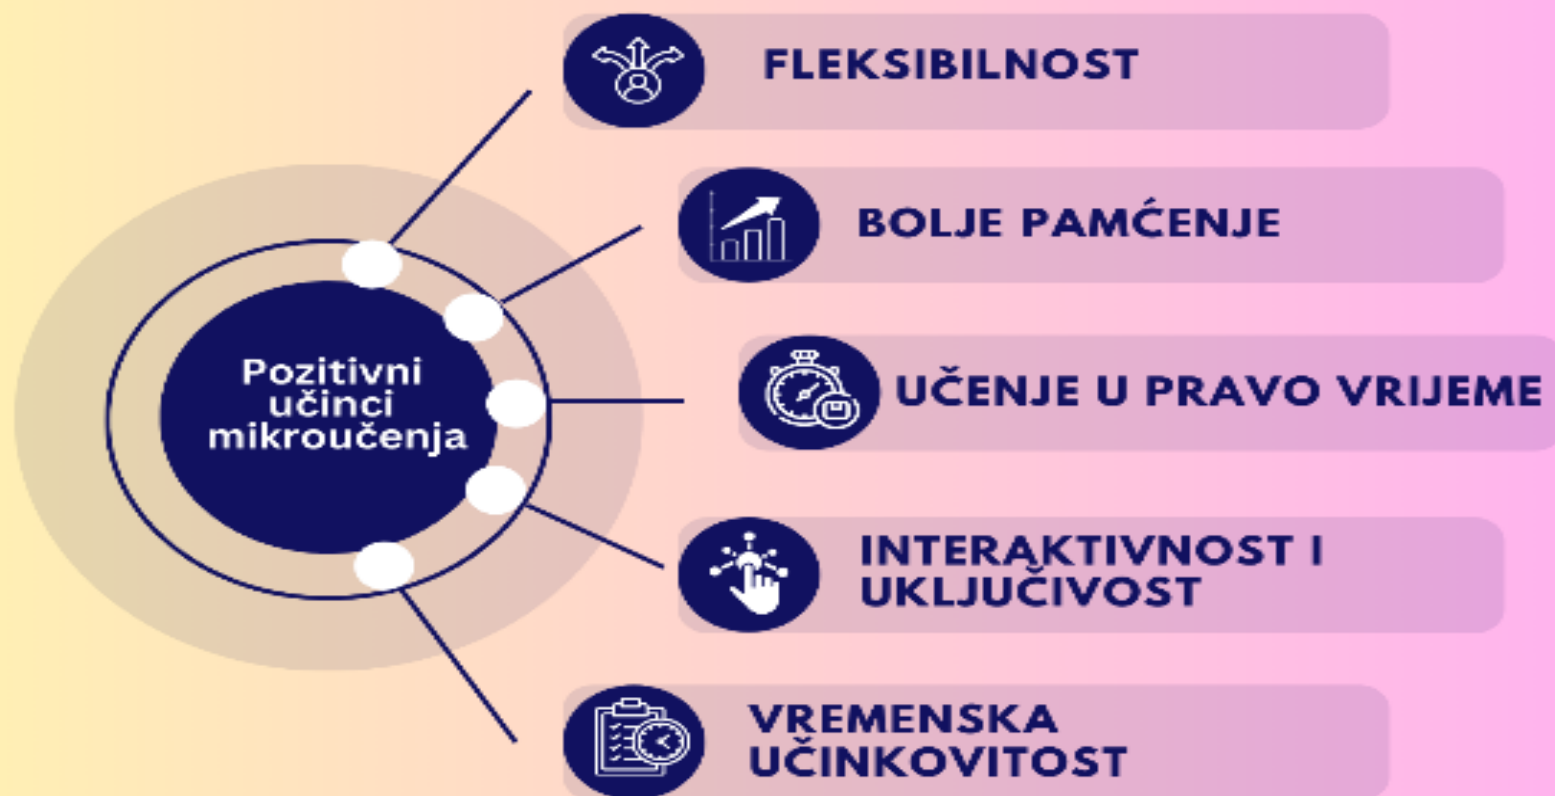 FLEKSIBILNOST
BOLJE PAMĆENJE
Pozitivni
učinci
mikroučenja
UČENJE U PRAVO VRIJEME
INTERAKTIVNOST I
UKLJUČIVOST
VREMENSKA
UČINKOVITOST